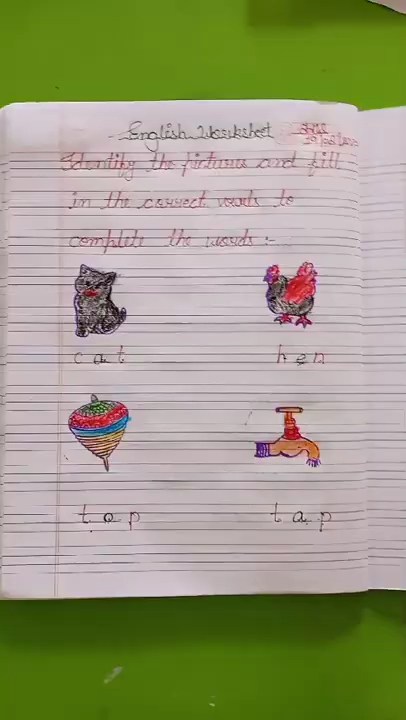 English Worksheet
Identify the pictures and fill
in the correct vowels to
complete the words :-
c a t
h e n
t o p
t a p